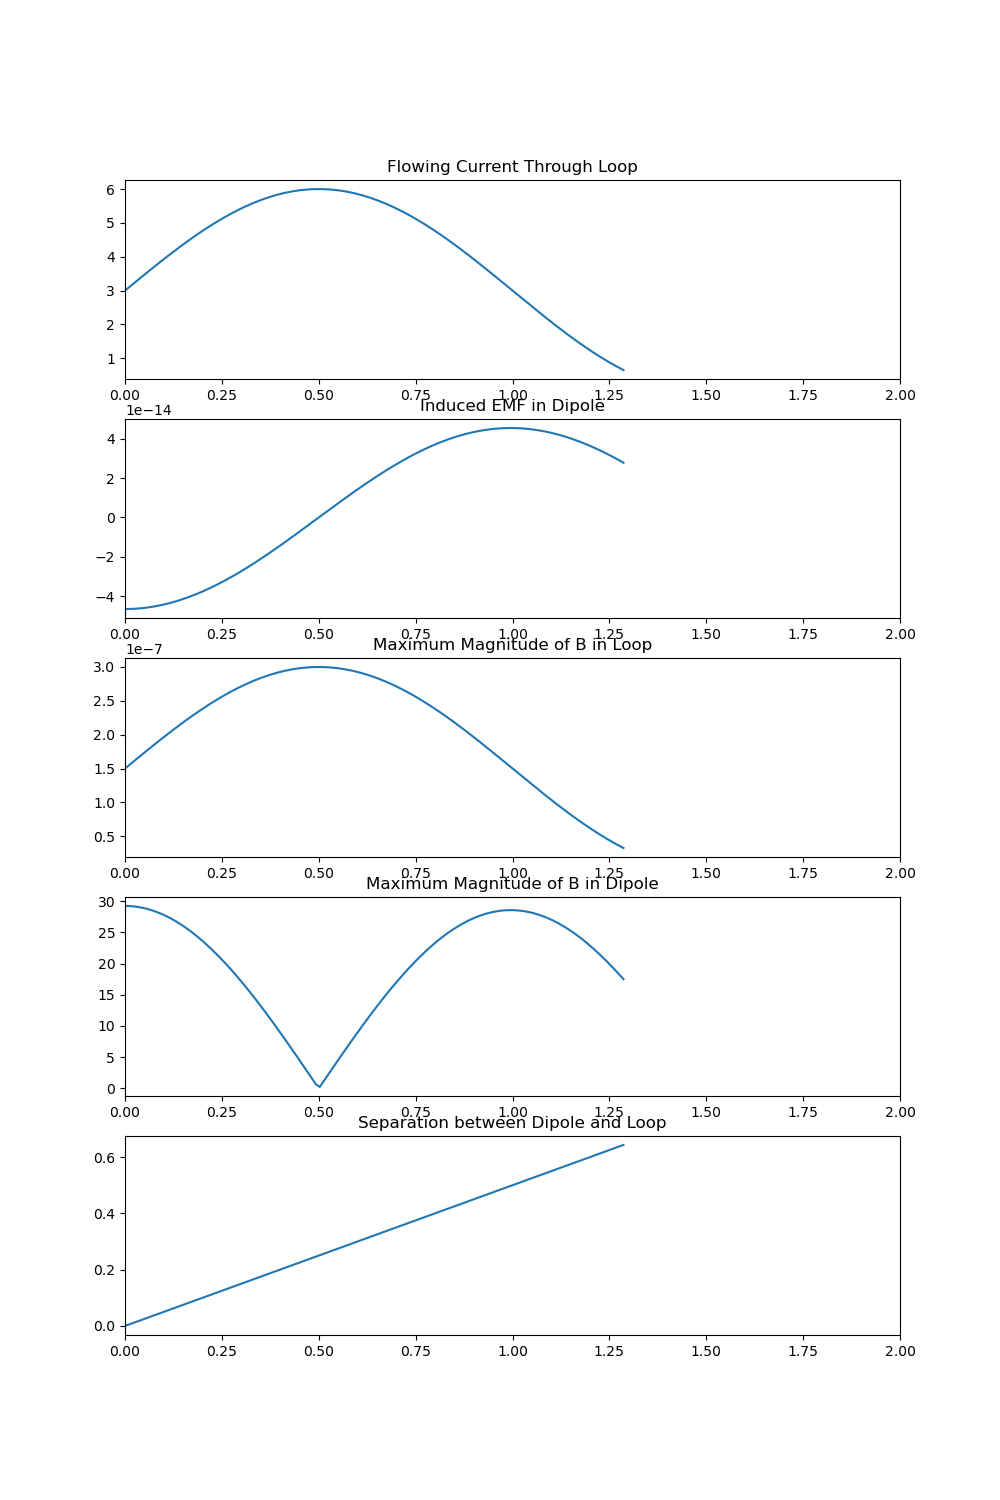 Flowing Current Through Loop
6
5
4
3
2
1
0.00 0.25 0.50 0.75 1.00 1.25 1.50 1.75 2.00
Induced EMF in Dipole
1e−14
4
2
0
−2
−4
0.00 0.25 0.50 0.75 1.00 1.25 1.50 1.75 2.00
Maximum Magnitude of B in Loop
1e−7
3.0
2.5
2.0
1.5
1.0
0.5
0.00 0.25 0.50 0.75 1.00 1.25 1.50 1.75 2.00
Maximum Magnitude of B in Dipole
30
25
20
15
10
5
0
0.00 0.25 0.50 0.75 1.00 1.25 1.50 1.75 2.00
Separation between Dipole and Loop
0.6
0.4
0.2
0.0
0.00 0.25 0.50 0.75 1.00 1.25 1.50 1.75 2.00